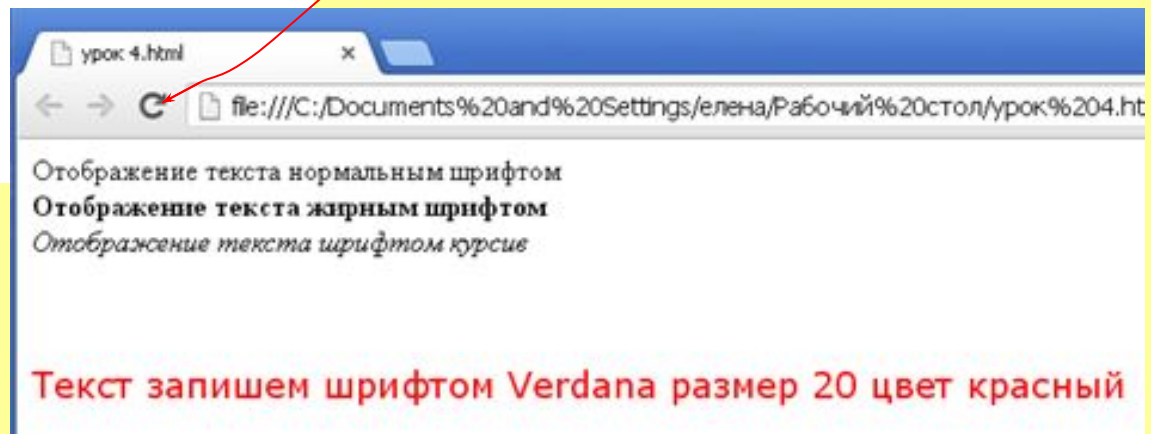 урок 4.html
file:///C:/Documents%20and%20Settings/елена/Рабочий%20стол/урок%204.ht
Отображение текста нормальным шрифтом
Отображение текста жирным шрифтом
Отображение текста шрифтом курсив
Текст запишем шрифтом Verdana размер 20 цвет красный